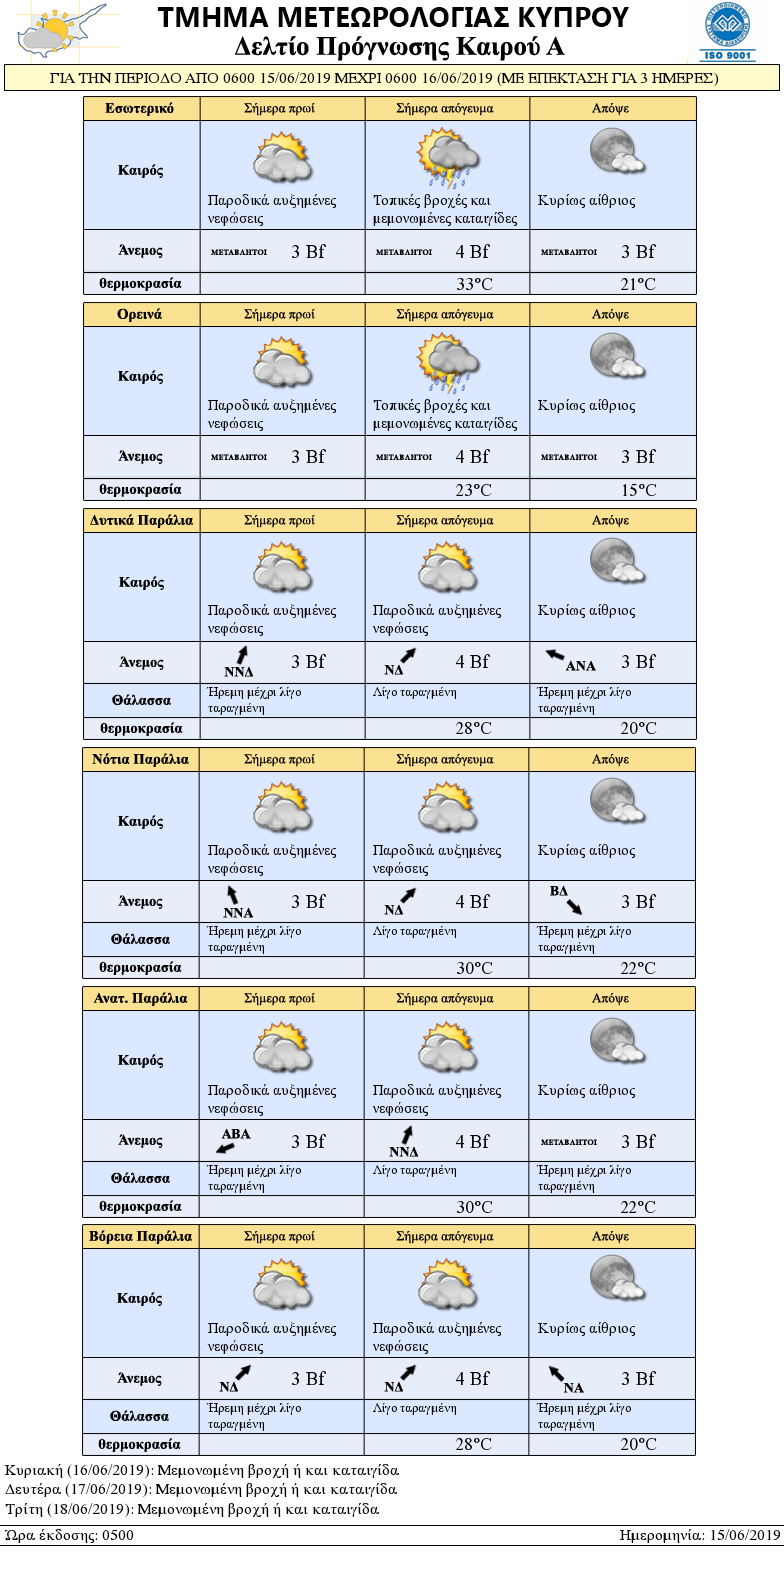 ΤΜΗΜΑ ΜΕΤΕΩΡΟΛΟΓΙΑΣ ΚΥΠΡΟΥ
Δελτίο Πρόγνωσης Καιρού Α
ISO 9001
ΓΙΑ ΤΗΝ ΠΕΡΙΟΔΟ ΑΠΟ 0600 15/06/2019 ΜΕΧΡΙ 0600 16/06/2019 (ΜΕ ΕΠΕΚΤΑΣΗ ΓΙΑ 3 ΗΜΕΡΕΣ)
Εσωτερικό Σήμερα πρωί Σήμερα απόγευμα Απόψε
Καιρός
Παροδικά αυξημένες Τοπικές βροχές και Κυρίως αίθριος
νεφώσεις μεμονωμένες καταιγίδες
Άνεμος ΜΕΤΑΒΛΗΤΟΙ 3 Bf ΜΕΤΑΒΛΗΤΟΙ 4 Bf ΜΕΤΑΒΛΗΤΟΙ 3 Bf
θερμοκρασία 33°C 21°C
Ορεινά Σήμερα πρωί Σήμερα απόγευμα Απόψε
Καιρός
Παροδικά αυξημένες Τοπικές βροχές και Κυρίως αίθριος
νεφώσεις μεμονωμένες καταιγίδες
Άνεμος ΜΕΤΑΒΛΗΤΟΙ 3 Bf ΜΕΤΑΒΛΗΤΟΙ 4 Bf ΜΕΤΑΒΛΗΤΟΙ 3 Bf
θερμοκρασία 23°C 15°C
Δυτικά Παράλια Σήμερα πρωί Σήμερα απόγευμα Απόψε
Καιρός
Παροδικά αυξημένες Παροδικά αυξημένες Κυρίως αίθριος
νεφώσεις νεφώσεις
Άνεμος ΝΝΔ 3 Bf ΝΔ 4 Bf ΑΝΑ 3 Bf
Θάλασσα Ήρεμη μέχρι λίγο Λίγο ταραγμένη Ήρεμη μέχρι λίγο
ταραγμένη ταραγμένη
θερμοκρασία 28°C 20°C
Νότια Παράλια Σήμερα πρωί Σήμερα απόγευμα Απόψε
Καιρός
Παροδικά αυξημένες Παροδικά αυξημένες Κυρίως αίθριος
νεφώσεις νεφώσεις
Άνεμος ΝΝΑ 3 Bf ΝΔ 4 Bf ΒΔ 3 Bf
Θάλασσα Ήρεμη μέχρι λίγο Λίγο ταραγμένη Ήρεμη μέχρι λίγο
ταραγμένη ταραγμένη
θερμοκρασία 30°C 22°C
Ανατ. Παράλια Σήμερα πρωί Σήμερα απόγευμα Απόψε
Καιρός
Παροδικά αυξημένες Παροδικά αυξημένες Κυρίως αίθριος
νεφώσεις νεφώσεις
Άνεμος ΑΒΑ 3 Bf ΝΝΔ 4 Bf ΜΕΤΑΒΛΗΤΟΙ 3 Bf
Θάλασσα Ήρεμη μέχρι λίγο Λίγο ταραγμένη Ήρεμη μέχρι λίγο
ταραγμένη ταραγμένη
θερμοκρασία 30°C 22°C
Βόρεια Παράλια Σήμερα πρωί Σήμερα απόγευμα Απόψε
Καιρός
Παροδικά αυξημένες Παροδικά αυξημένες Κυρίως αίθριος
νεφώσεις νεφώσεις
Άνεμος ΝΔ 3 Bf ΝΔ 4 Bf ΝΑ 3 Bf
Θάλασσα Ήρεμη μέχρι λίγο Λίγο ταραγμένη Ήρεμη μέχρι λίγο
ταραγμένη ταραγμένη
θερμοκρασία 28°C 20°C
Κυριακή (16/06/2019): Μεμονωμένη βροχή ή και καταιγίδα
Δευτέρα (17/06/2019): Μεμονωμένη βροχή ή και καταιγίδα
Τρίτη (18/06/2019): Μεμονωμένη βροχή ή και καταιγίδα
Ώρα έκδοσης: 0500 Ημερομηνία: 15/06/2019